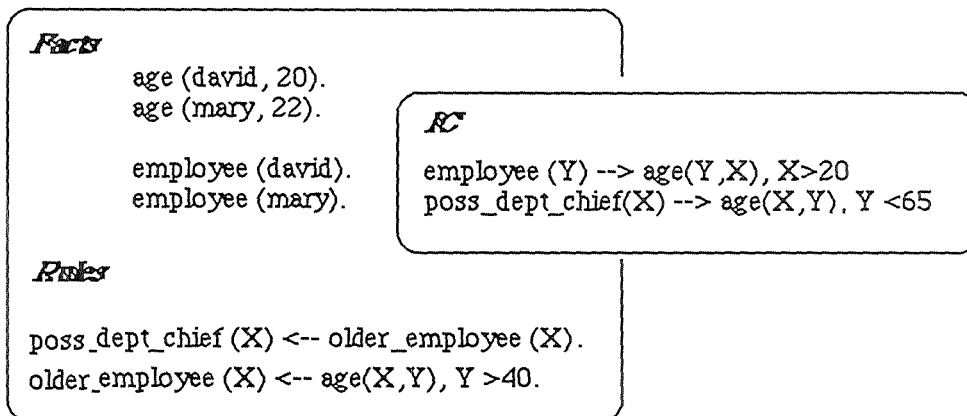 Facts
age (david, 20).
age (mary, 22).
employee (david).
employee (mary).
IC
employee (Y) --> age(Y,X), X>20
poss_dept_chief(X) --> age(X,Y), Y <65
Rules
poss_dept_chief (X) <-- older_employee (X).
older_employee (X) <-- age(X,Y), Y >40.